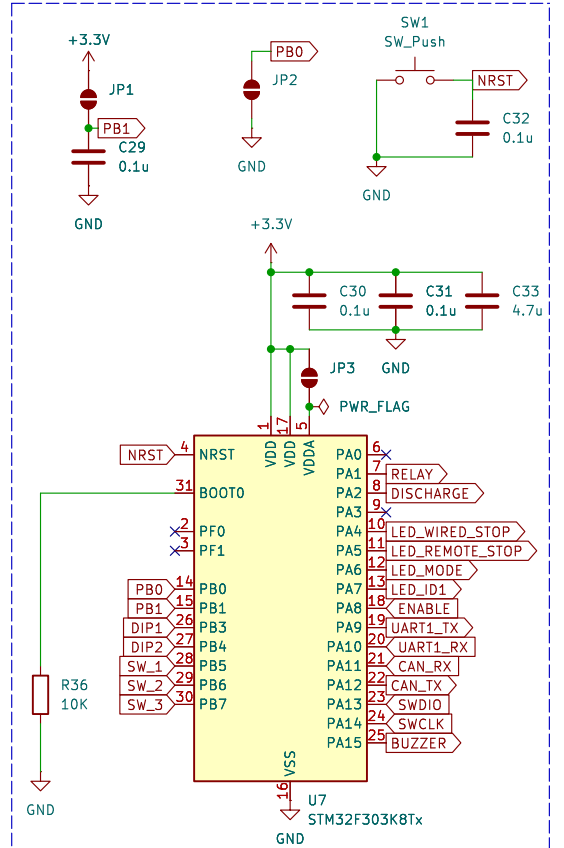 +3.3V
JP1
PB1
C29
0.1u
GND
PB0
JP2
GND
SW1
SW_Push
NRST
C32
0.1u
GND
+3.3V
C30
0.1u
C31
0.1u
C33
4.7u
GND
JP3
PWR_FLAG
1
17
5
VDD
VDD
VDDA
NRST 4 NRST
31 BOOT0
2 PF0
3 PF1
PB0 14 PB0
PB1 15 PB1
DIP1 26 PB3
DIP2 27 PB4
SW_1 28 PB5
SW_2 29 PB6
SW_3 30 PB7
PA0 6
PA1 7 RELAY
PA2 8 DISCHARGE
PA3 9
PA4 10 LED_WIRED_STOP
PA5 11 LED_REMOTE_STOP
PA6 12 LED_MODE
PA7 13 LED_ID1
PA8 18 ENABLE
PA9 19 UART1_TX
PA10 20 UART1_RX
PA11 21 CAN_RX
PA12 22 CAN_TX
PA13 23 SWDIO
PA14 24 SWCLK
PA15 25 BUZZER
R36
10K
GND
VSS
16
U7
STM32F303K8Tx
GND